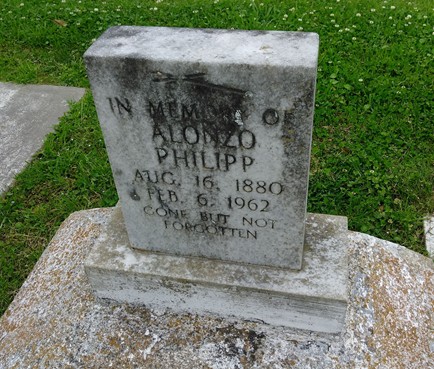 IN MEMORY OF
ALONZO
PHILIPP
AUG. 16, 1880
FEB. 6, 1962
GONE BUT NOT
FORGOTTEN